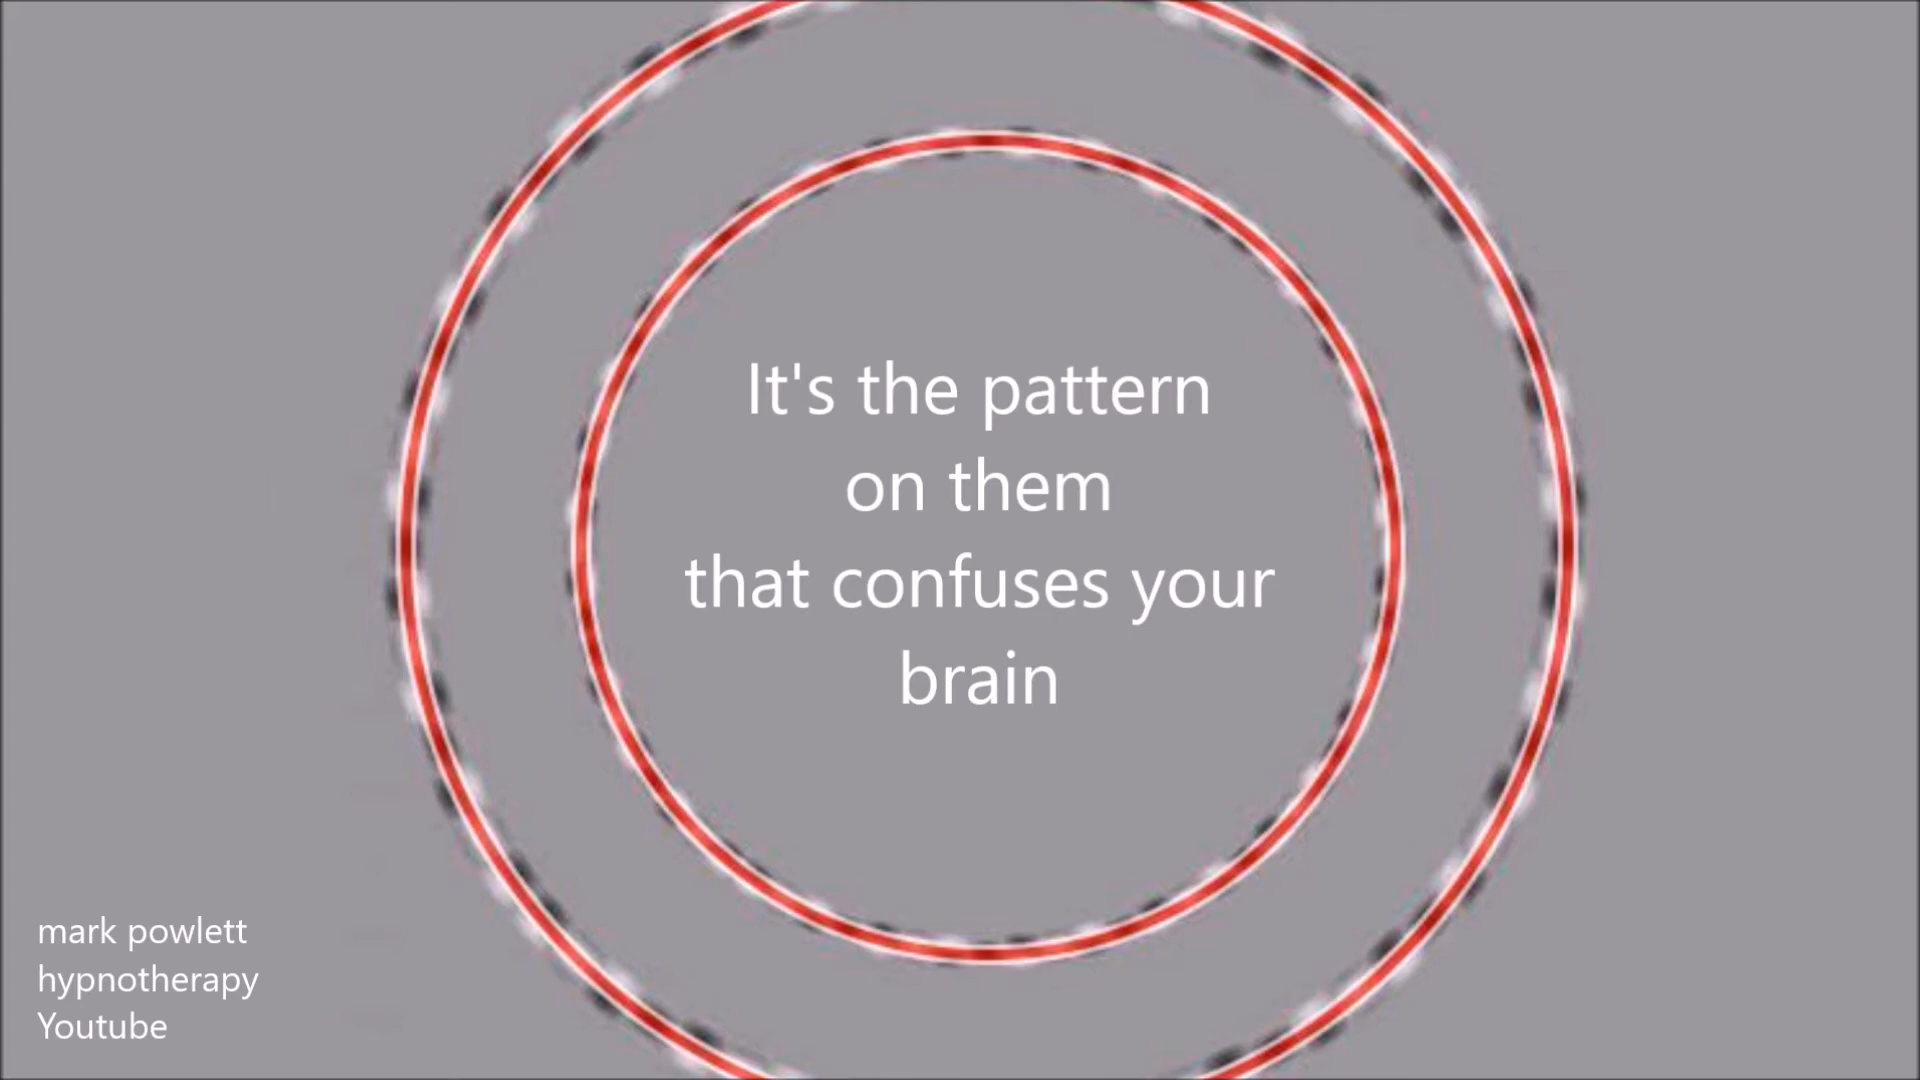 It's the pattern
on them
that confuses your
brain
mark powlett
hypnotherapy
Youtube